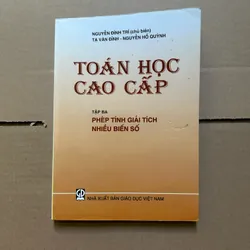 NGUYỄN ĐÌNH TRÍ (chủ biên)
TẠ VĂN ĐĨNH - NGUYỄN HỒ QUỲNH
TOÁN HỌC
CAO CẤP
TẬP BA
PHÉP TÍNH GIẢI TÍCH
NHIỀU BIẾN SỐ
NHÀ XUẤT BẢN GIÁO DỤC VIỆT NAM